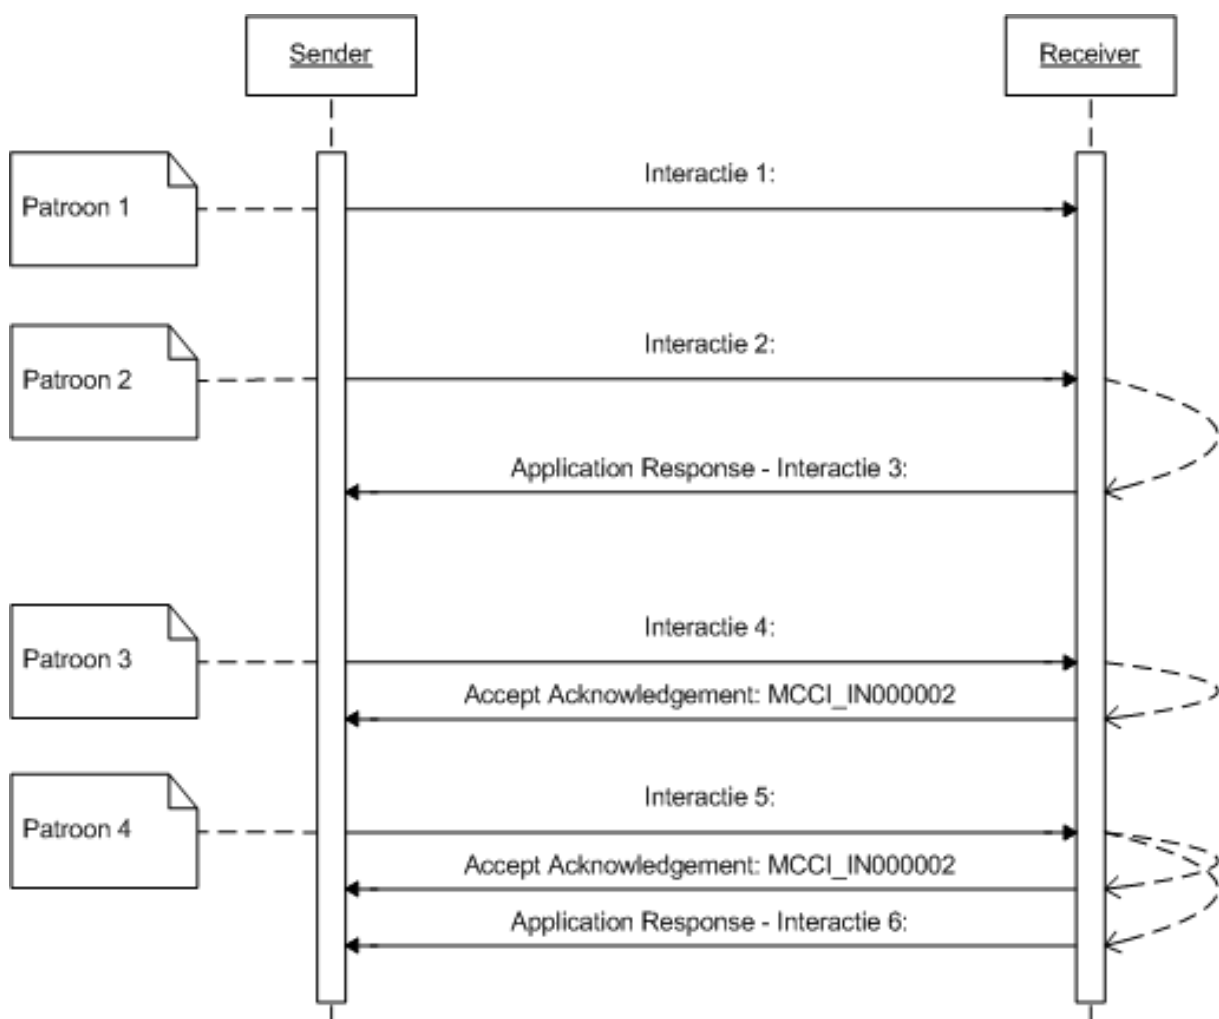 Sender
Receiver
Interactie 1:
Patroon 1
Interactie 2:
Patroon 2
Application Response - Interactie 3:
Interactie 4:
Patroon 3
Accept Acknowledgement: MCCI_IN000002
Interactie 5:
Patroon 4
Accept Acknowledgement: MCCI_IN000002
Application Response - Interactie 6: